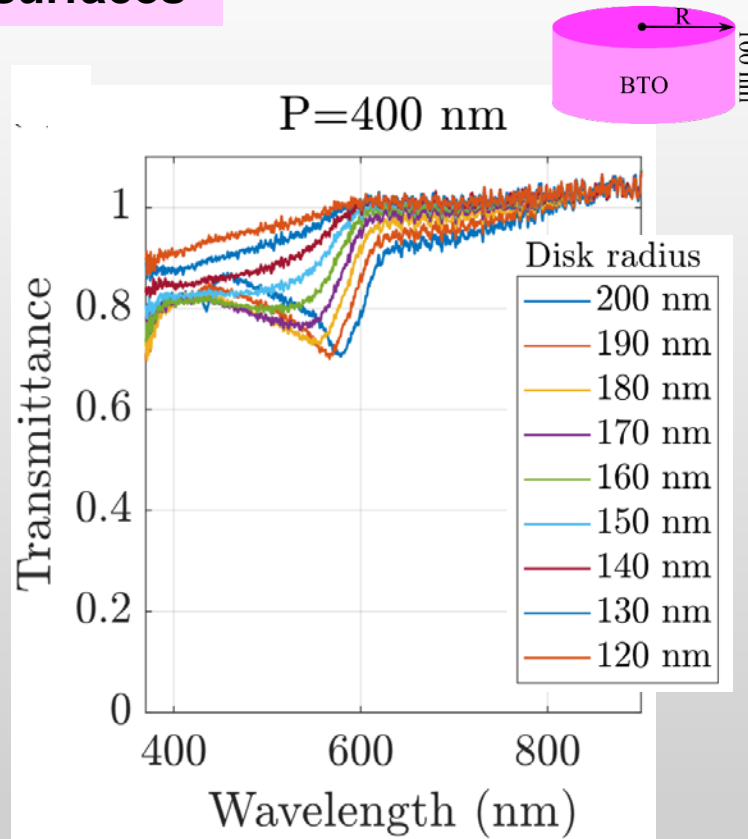 surfaces
R
BTO
100 nm
P=400 nm
Transmittance
1
0.8
0.6
0.4
0.2
0
400
600
800
Wavelength (nm)
Disk radius
200 nm
190 nm
180 nm
170 nm
160 nm
150 nm
140 nm
130 nm
120 nm